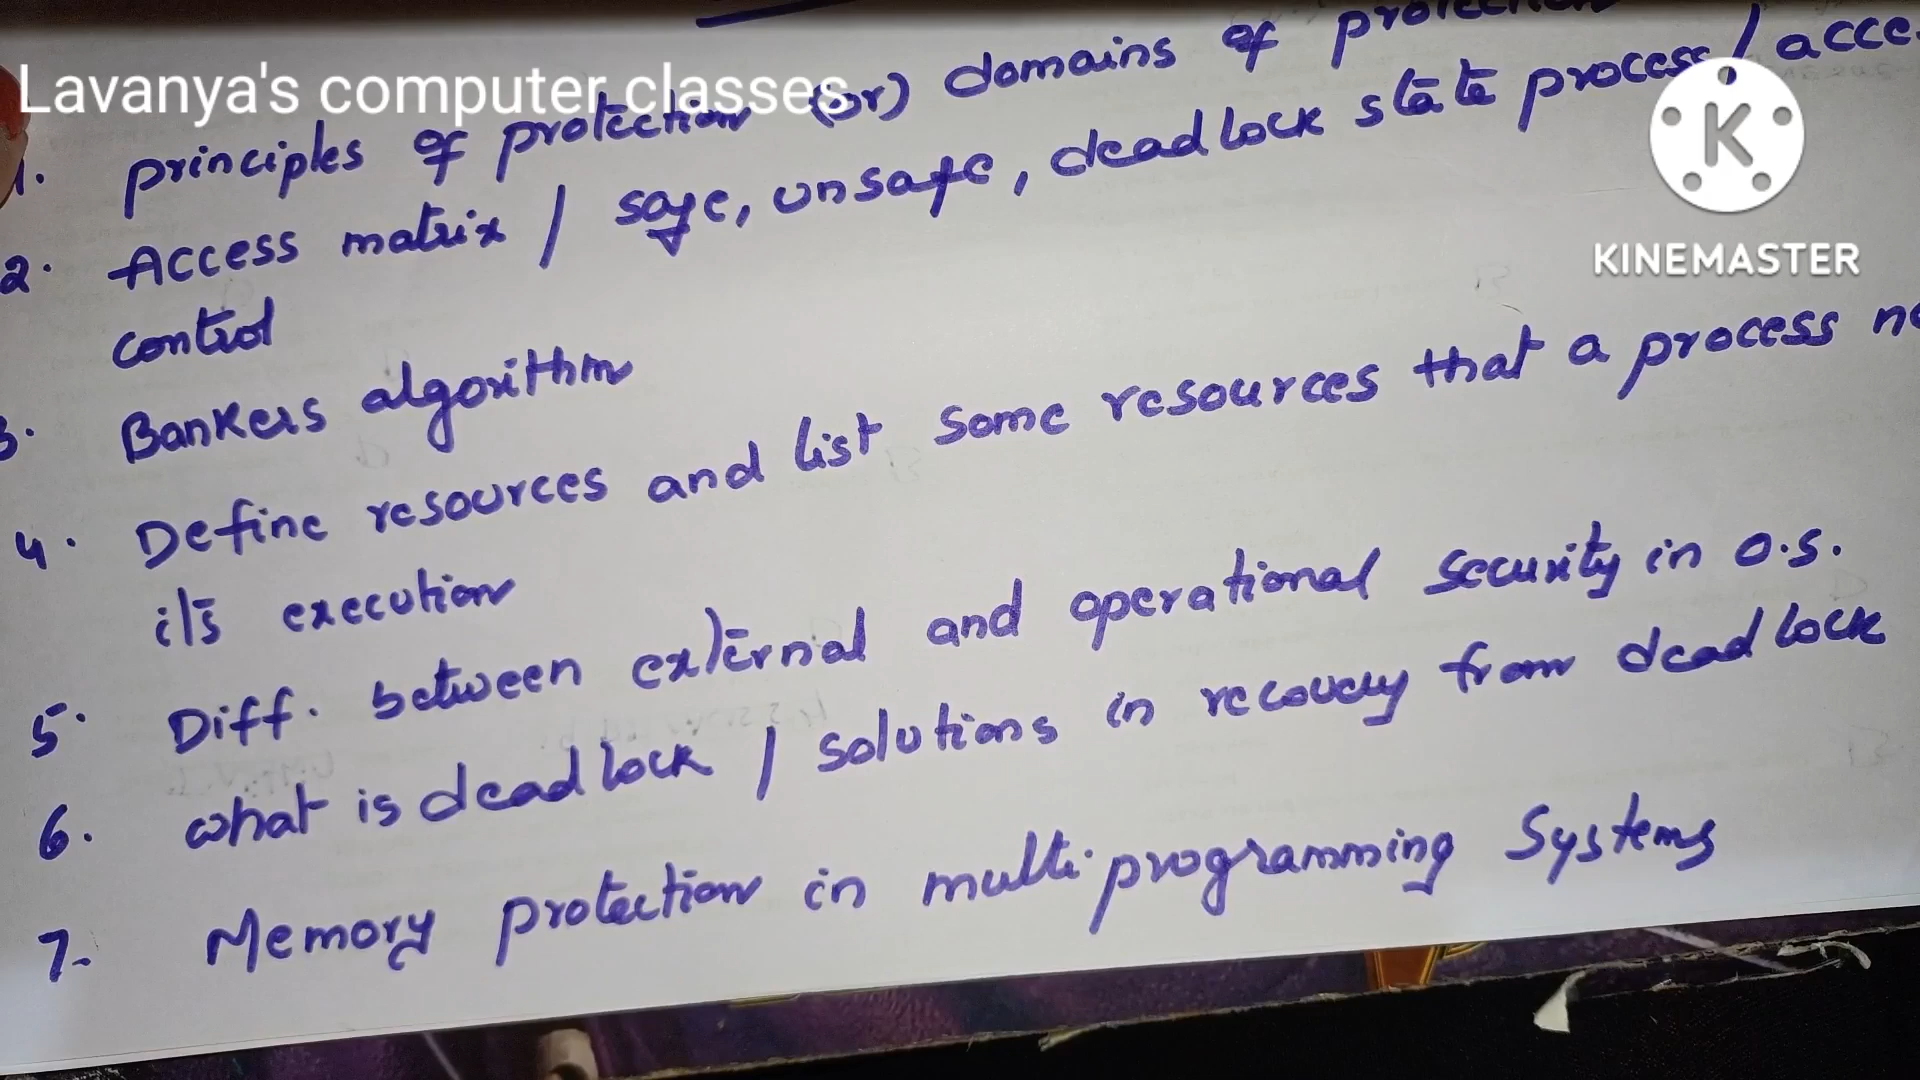 Lavanya's computer classes
1. principles of protection (or) domains of protection
2. Access matrix / safe, unsafe, deadlock state process / acce
control
3. Bankers algorithm
4. Define resources and list some resources that a process
it's execution
5. Diff. between external and operational security in O.S.
6. what is deadlock / solutions in recovery from deadlock
7. Memory protection in multiprogramming Systems
K
KINEMASTER